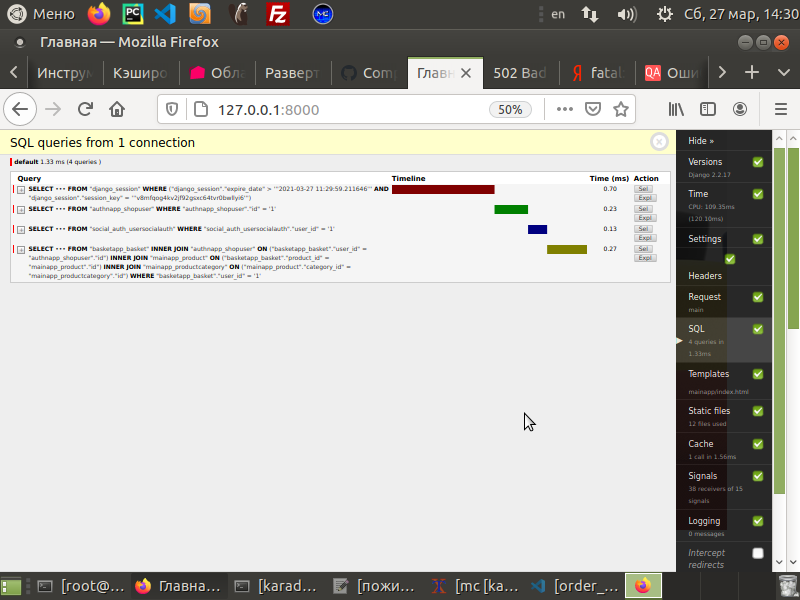 Меню
PC
Fz
MC
en
Сб, 27 мар, 14:30
Главная — Mozilla Firefox
Инструм
Кэширо
Обла
Разверт
Com
Главн
502 Bad
Я fatal
QA Оши
127.0.0.1:8000
50%
SQL queries from 1 connection
default 1.33 ms (4 queries )
Query Timeline Time (ms) Action
+ SELECT ••• FROM "django_session" WHERE ("django_session"."expire_date" > '''2021-03-27 11:29:59.211646''' AND
"django_session"."session_key" = '''v8mfqog4kv2jf92gsxc64tvr0bwllyi6''')
0.70
Sel
Expl
+ SELECT ••• FROM "authnapp_shopuser" WHERE "authnapp_shopuser"."id" = '1'
0.23
Sel
Expl
+ SELECT ••• FROM "social_auth_usersocialauth" WHERE "social_auth_usersocialauth"."user_id" = '1'
0.13
Sel
Expl
+ SELECT ••• FROM "basketapp_basket" INNER JOIN "authnapp_shopuser" ON ("basketapp_basket"."user_id" =
"authnapp_shopuser"."id") INNER JOIN "mainapp_product" ON ("basketapp_basket"."product_id" =
"mainapp_product"."id") INNER JOIN "mainapp_productcategory" ON ("mainapp_product"."category_id" =
"mainapp_productcategory"."id") WHERE "basketapp_basket"."user_id" = '1'
0.27
Sel
Expl
Hide »
Versions
Django 2.2.17
Time
CPU: 109.35ms
(120.10ms)
Settings
Headers
Request
main
SQL
4 queries in
1.33ms
Templates
mainapp/index.html
Static files
12 files used
Cache
1 call in 1.56ms
Signals
38 receivers of 15
signals
Logging
0 messages
Intercept
redirects
[root@...
Главна...
[karad...
[пожи...
[mc [ka...
[order_...